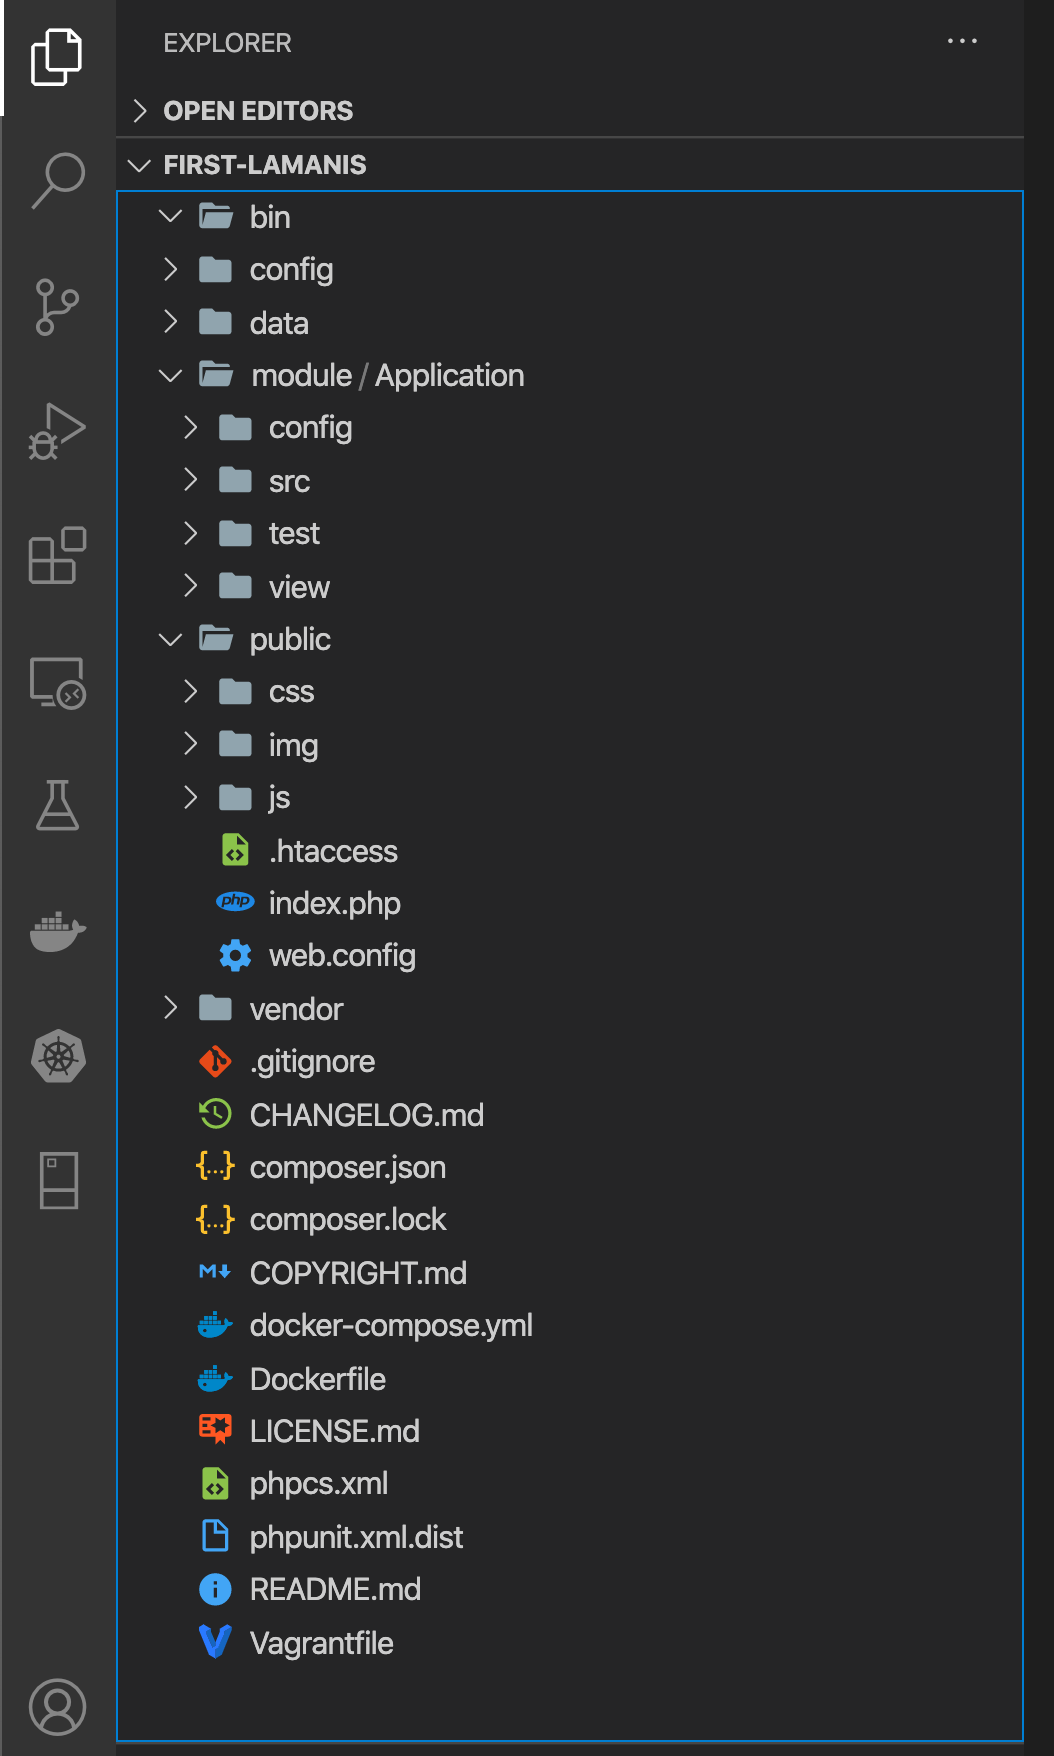 EXPLORER
OPEN EDITORS
FIRST-LAMANIS
bin
config
data
module / Application
config
src
test
view
public
css
img
js
.htaccess
php index.php
web.config
vendor
.gitignore
CHANGELOG.md
{...} composer.json
{...} composer.lock
M COPYRIGHT.md
docker-compose.yml
Dockerfile
LICENSE.md
phpcs.xml
phpunit.xml.dist
README.md
Vagrantfile